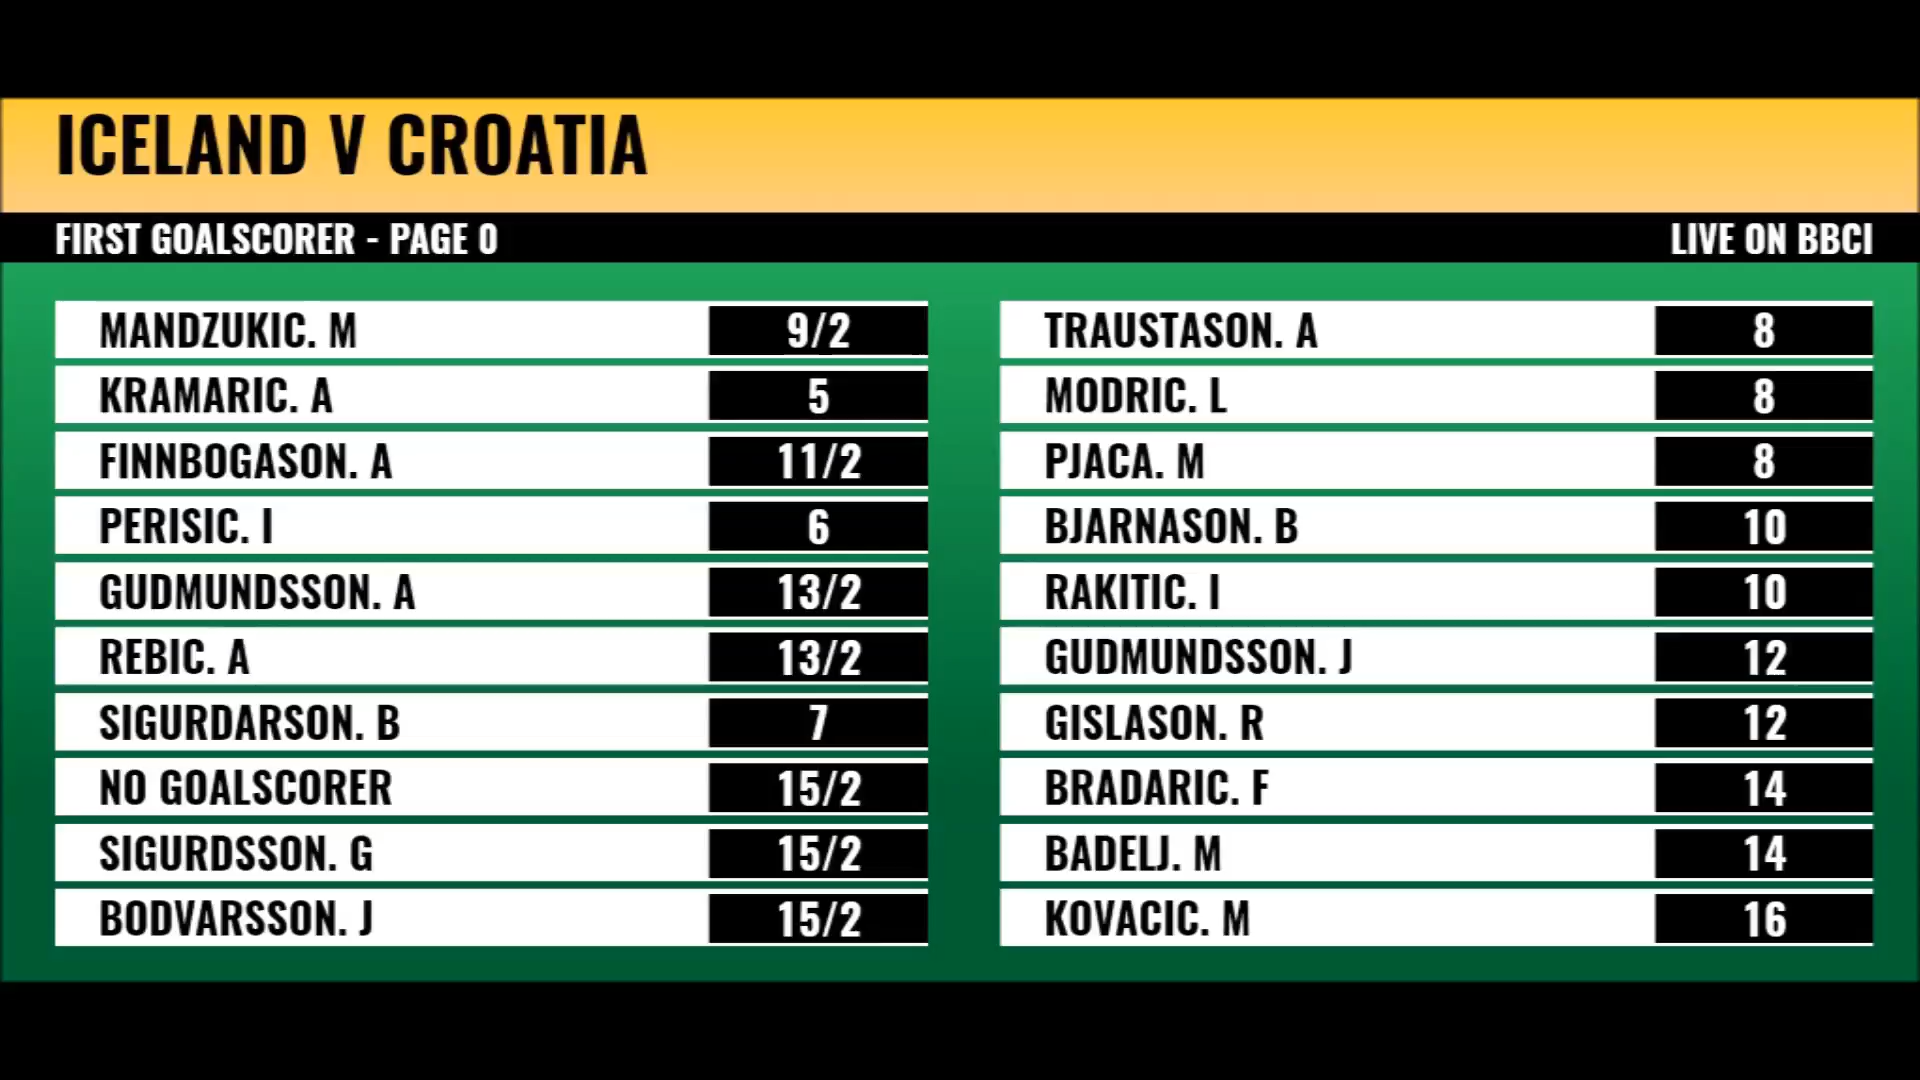 ICELAND V CROATIA
FIRST GOALSCORER - PAGE 0
LIVE ON BBCI
MANDZUKIC. M 9/2
KRAMARIC. A 5
FINNBOGASON. A 11/2
PERISIC. I 6
GUDMUNDSSON. A 13/2
REBIC. A 13/2
SIGURDARSON. B 7
NO GOALSCORER 15/2
SIGURDSSON. G 15/2
BODVARSSON. J 15/2
TRAUSTASON. A 8
MODRIC. L 8
PJACA. M 8
BJARNASON. B 10
RAKITIC. I 10
GUDMUNDSSON. J 12
GISLASON. R 12
BRADARIC. F 14
BADELJ. M 14
KOVACIC. M 16